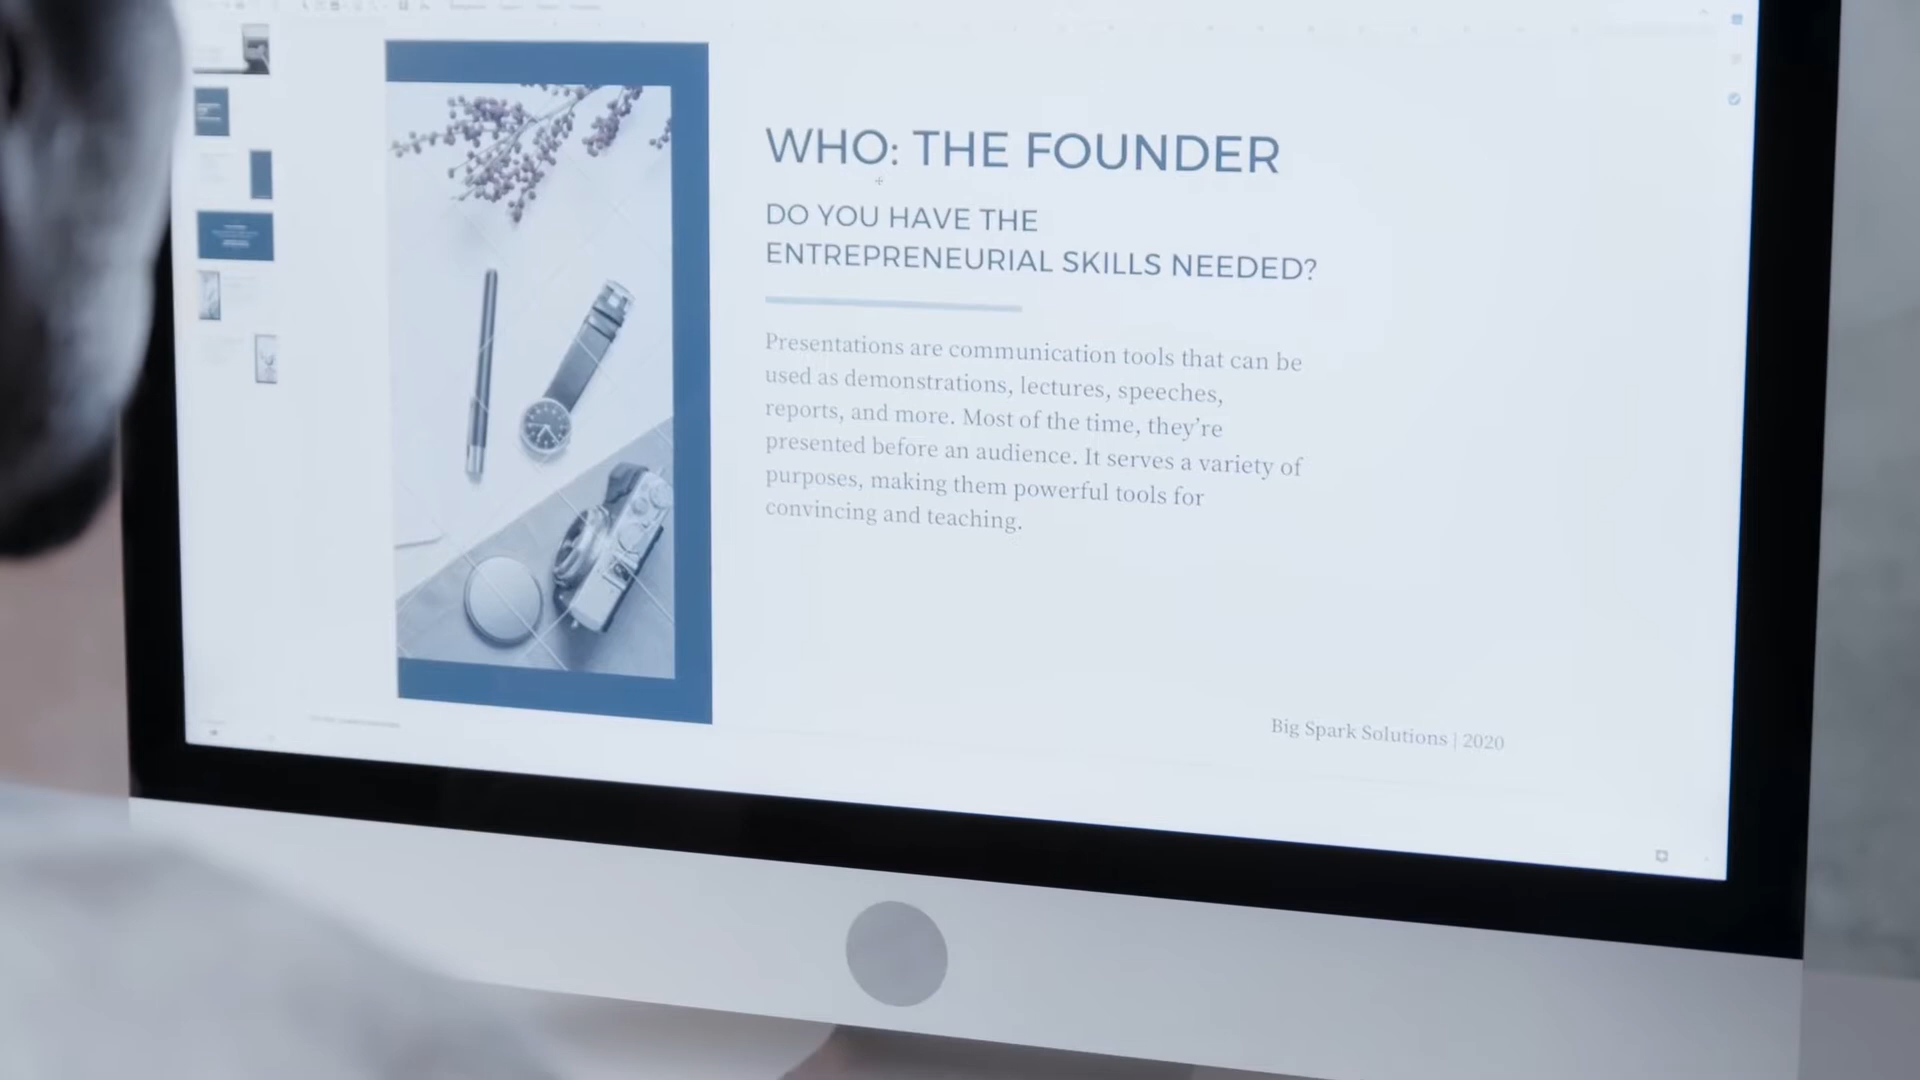 WHO: THE FOUNDER
DO YOU HAVE THE
ENTREPRENEURIAL SKILLS NEEDED?
Presentations are communication tools that can be
used as demonstrations, lectures, speeches,
reports, and more. Most of the time, they’re
presented before an audience. It serves a variety of
purposes, making them powerful tools for
convincing and teaching.
Big Spark Solutions | 2020